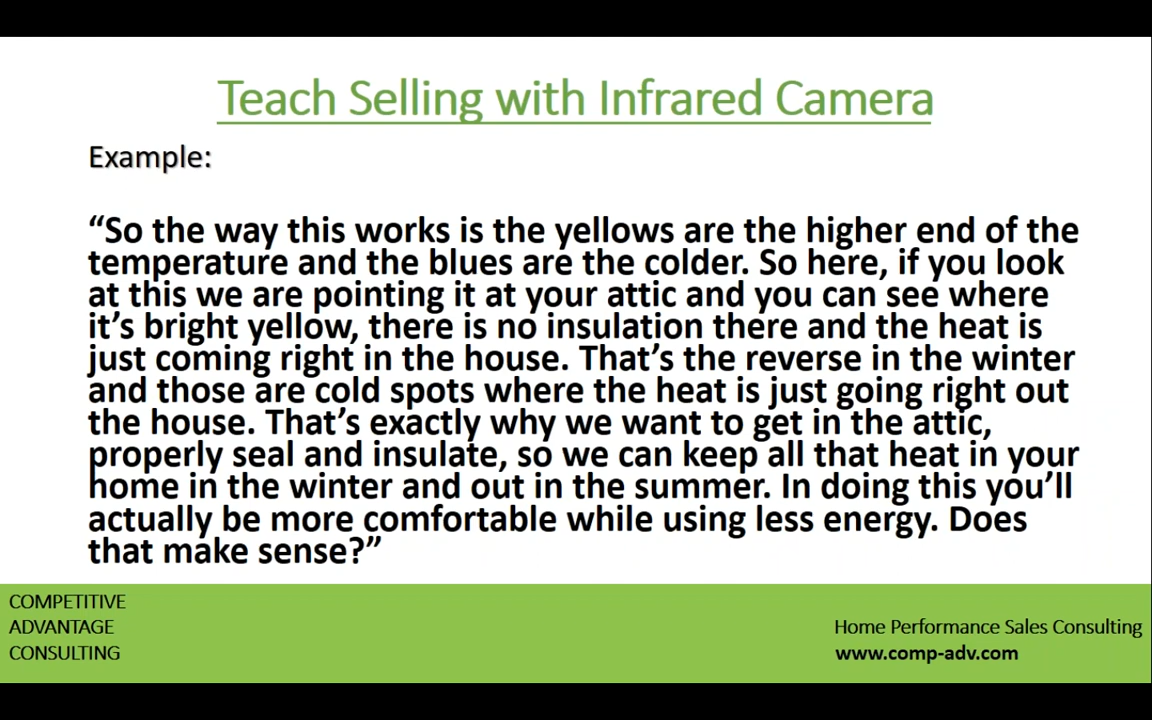 Teach Selling with Infrared Camera
Example:
“So the way this works is the yellows are the higher end of the
temperature and the blues are the colder. So here, if you look
at this we are pointing it at your attic and you can see where
it’s bright yellow, there is no insulation there and the heat is
just coming right in the house. That’s the reverse in the winter
and those are cold spots where the heat is just going right out
the house. That’s exactly why we want to get in the attic,
properly seal and insulate, so we can keep all that heat in your
home in the winter and out in the summer. In doing this you’ll
actually be more comfortable while using less energy. Does
that make sense?”
COMPETITIVE
ADVANTAGE
CONSULTING
Home Performance Sales Consulting
www.comp-adv.com